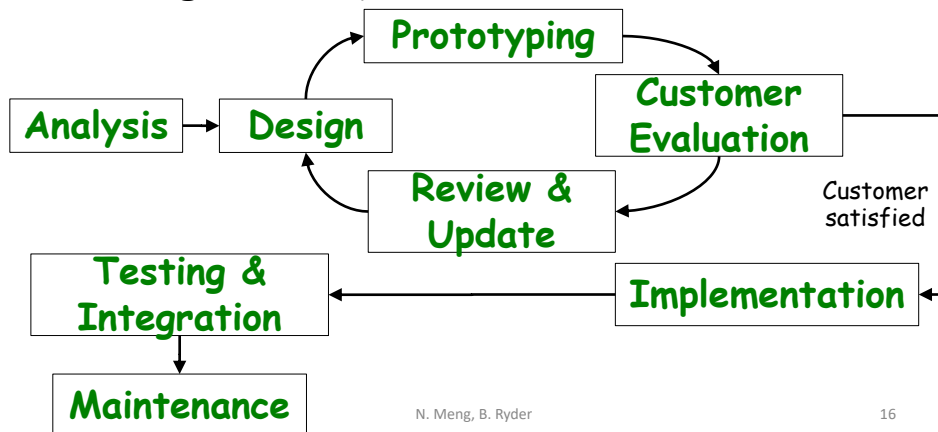 Prototyping
Customer
Evaluation
Analysis
Design
Review &
Update
Customer
satisfied
Testing &
Integration
Implementation
Maintenance
N. Meng, B. Ryder
16